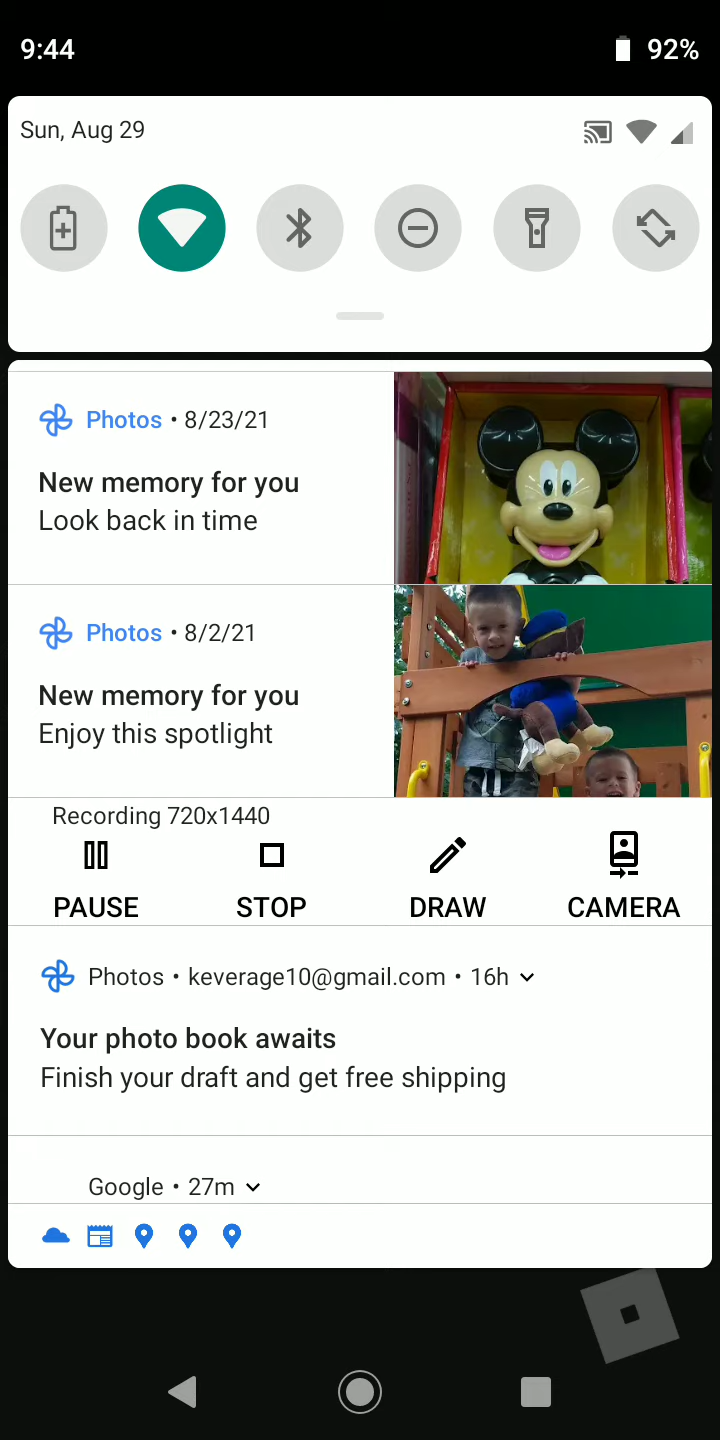 9:44
92%
Sun, Aug 29
Photos • 8/23/21
New memory for you
Look back in time
Photos • 8/2/21
New memory for you
Enjoy this spotlight
Recording 720x1440
PAUSE
STOP
DRAW
CAMERA
Photos • keverage10@gmail.com • 16h
Your photo book awaits
Finish your draft and get free shipping
Google • 27m